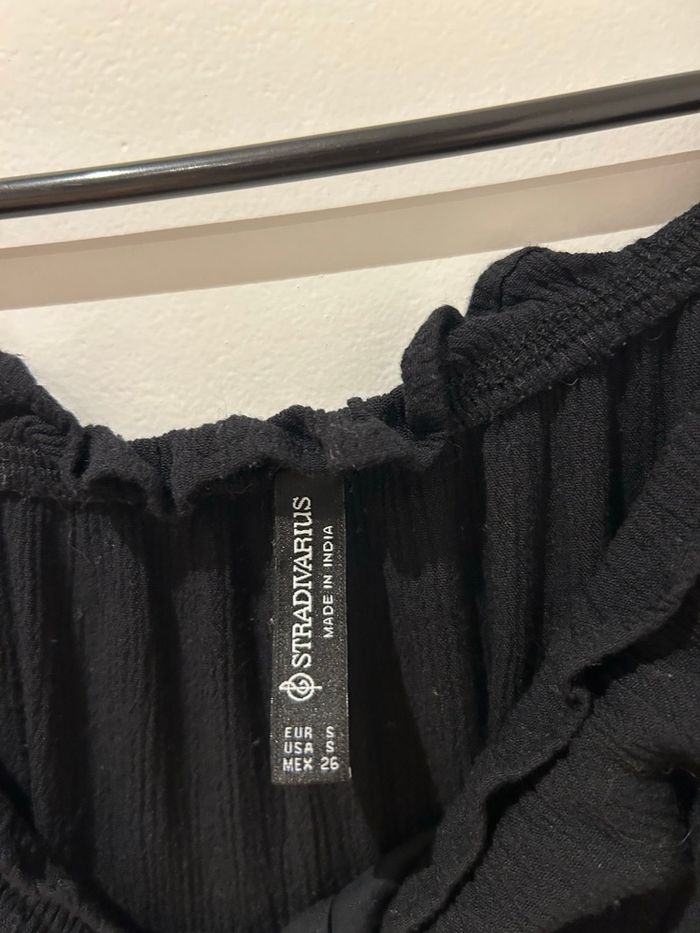 STRADIVARIUS
MADE IN INDIA
EUR S
USA S
MEX 26